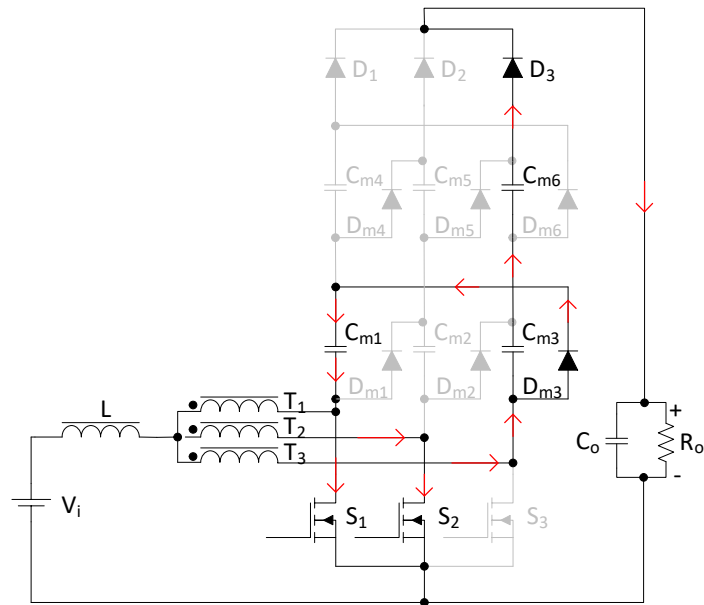 D1 D2 D3
Cm4 Cm5 Cm6
Dm4 Dm5 Dm6
Cm1 Cm2 Cm3
Dm1 Dm2 Dm3
L T1
T2
T3
+
Co Ro
-
Vi
S1 S2 S3